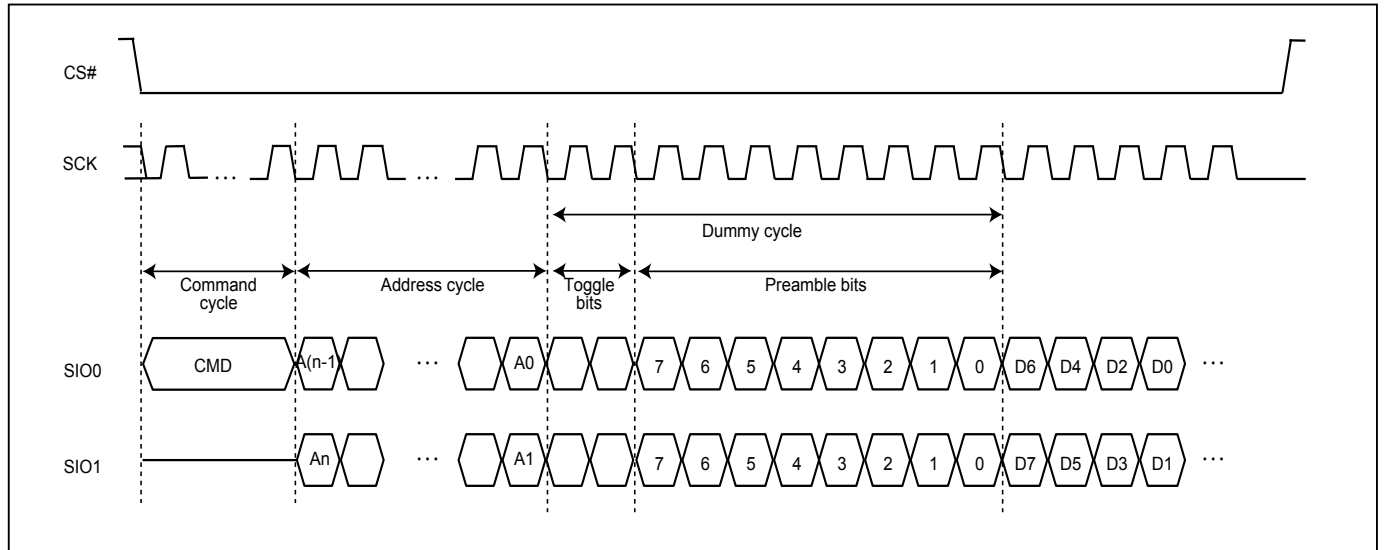 CS#
SCK … …
Dummy cycle
Command cycle
Address cycle
Toggle bits
Preamble bits
SIO0 CMD A(n-1) … A0 7 6 5 4 3 2 1 0 D6 D4 D2 D0 …
SIO1 An … A1 7 6 5 4 3 2 1 0 D7 D5 D3 D1 …